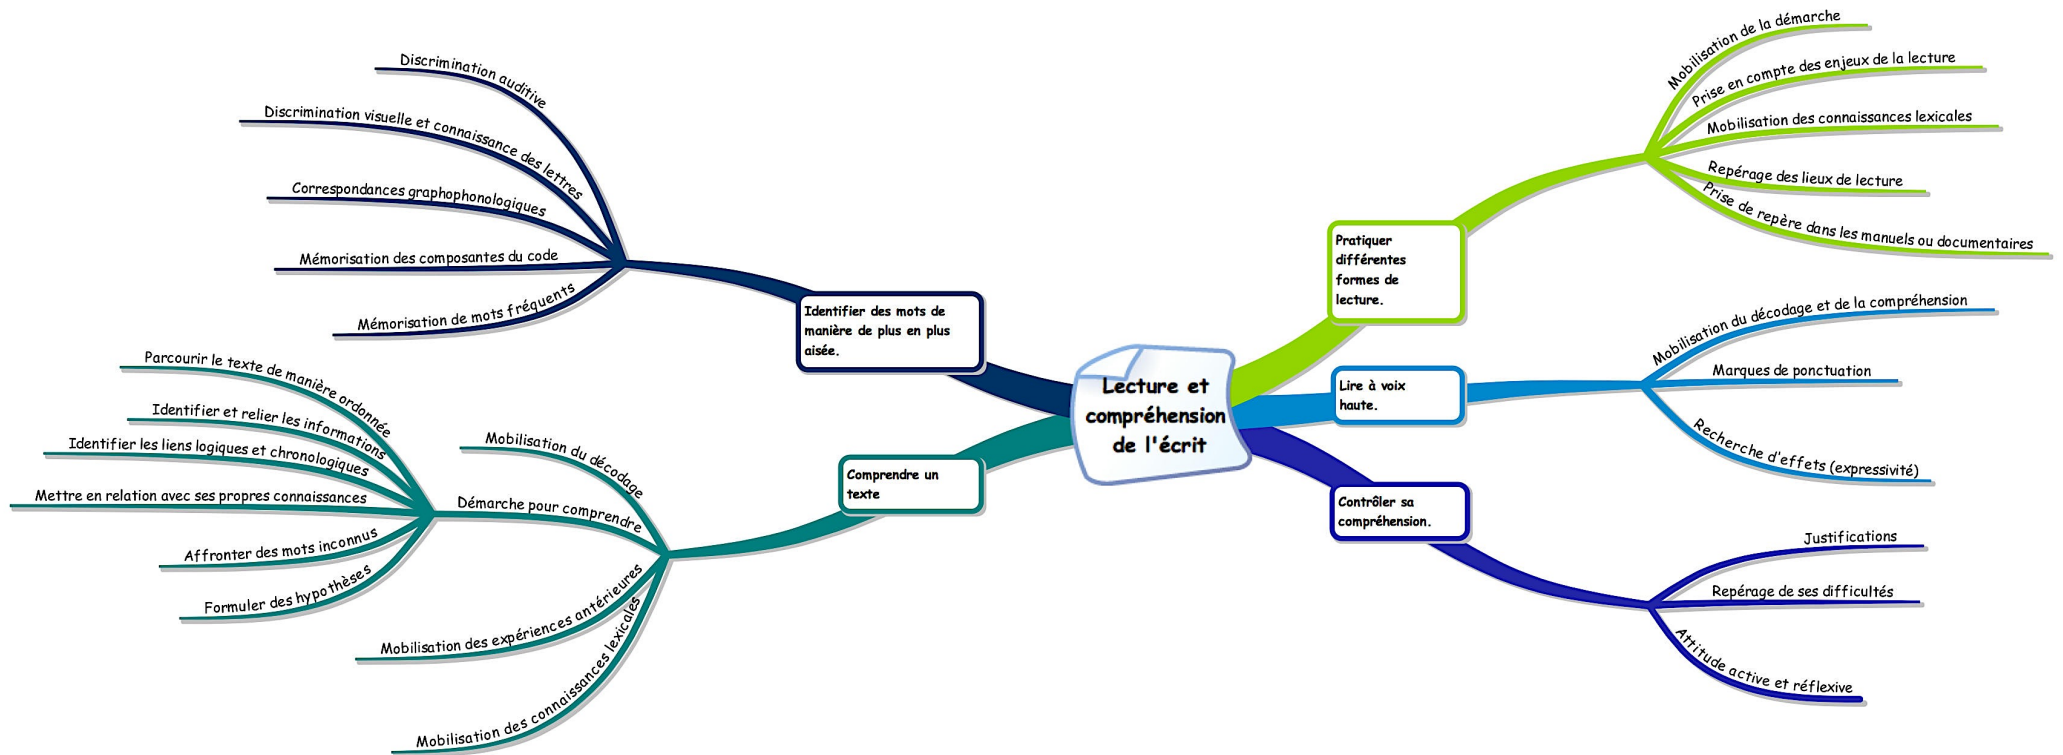 Lecture et
compréhension
de l'écrit
Identifier des mots de
manière de plus en plus
aisée.
Discrimination auditive
Discrimination visuelle et connaissance des lettres
Correspondances graphophonologiques
Mémorisation des composantes du code
Mémorisation de mots fréquents
Comprendre un
texte
Mobilisation du décodage
Démarche pour comprendre
Parcourir le texte de manière ordonnée
Identifier et relier les informations
Identifier les liens logiques et chronologiques
Mettre en relation avec ses propres connaissances
Affronter des mots inconnus
Formuler des hypothèses
Mobilisation des expériences antérieures
Mobilisation des connaissances lexicales
Pratiquer
différentes
formes de
lecture.
Mobilisation de la démarche
Prise en compte des enjeux de la lecture
Mobilisation des connaissances lexicales
Repérage des lieux de lecture
Prise de repère dans les manuels ou documentaires
Lire à voix
haute.
Mobilisation du décodage et de la compréhension
Marques de ponctuation
Recherche d'effets (expressivité)
Contrôler sa
compréhension.
Justifications
Repérage de ses difficultés
Attitude active et réflexive